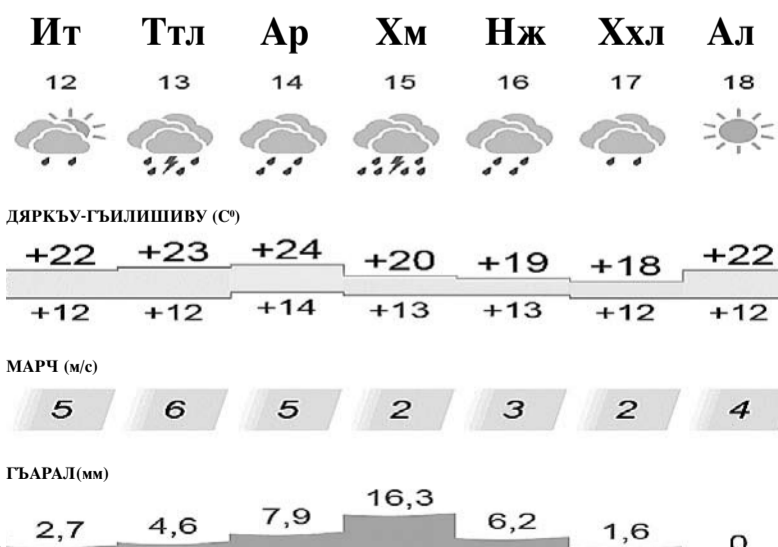 Ит Ттл Ар Хм Нж Ххл Ал
12 13 14 15 16 17 18
ДЯРКЪУ-ГЪИЛИШИВУ (С⁰)
+22 +23 +24 +20 +19 +18 +22
+12 +12 +14 +13 +13 +12 +12
МАРЧ (м/с)
5 6 5 2 3 2 4
ГЪАРАЛ(мм)
2,7 4,6 7,9 16,3 6,2 1,6 0